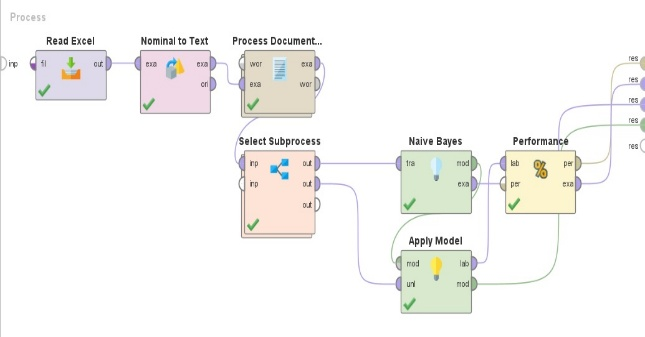 Process
Read Excel
Nominal to Text
Process Document...
inp
fil
out
exa
exa
ori
wor
exa
exa
wor
res
res
res
res
res
Select Subprocess
Naive Bayes
Performance
inp
out
inp
out
out
tra
mod
exa
lab
per
per
exa
Apply Model
mod
lab
unl
mod